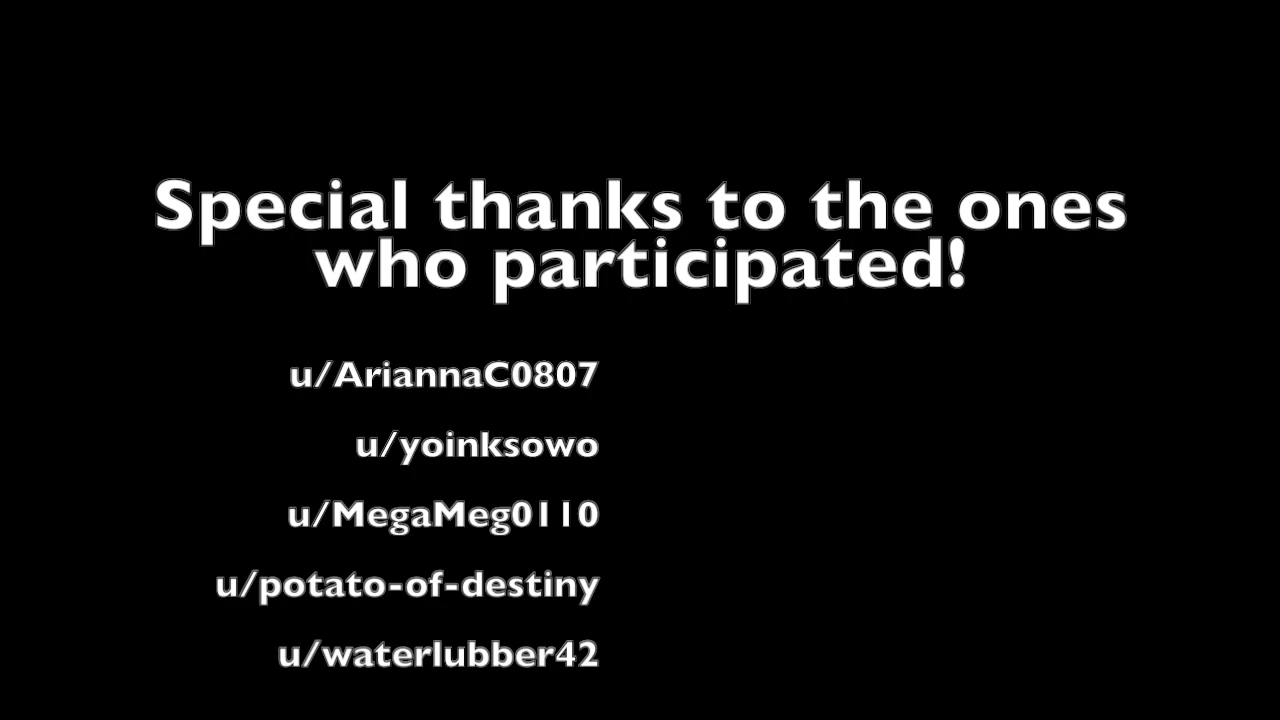 Special thanks to the ones
who participated!
u/AriannaC0807
u/yoinksowo
u/MegaMeg0110
u/potato-of-destiny
u/waterlubber42